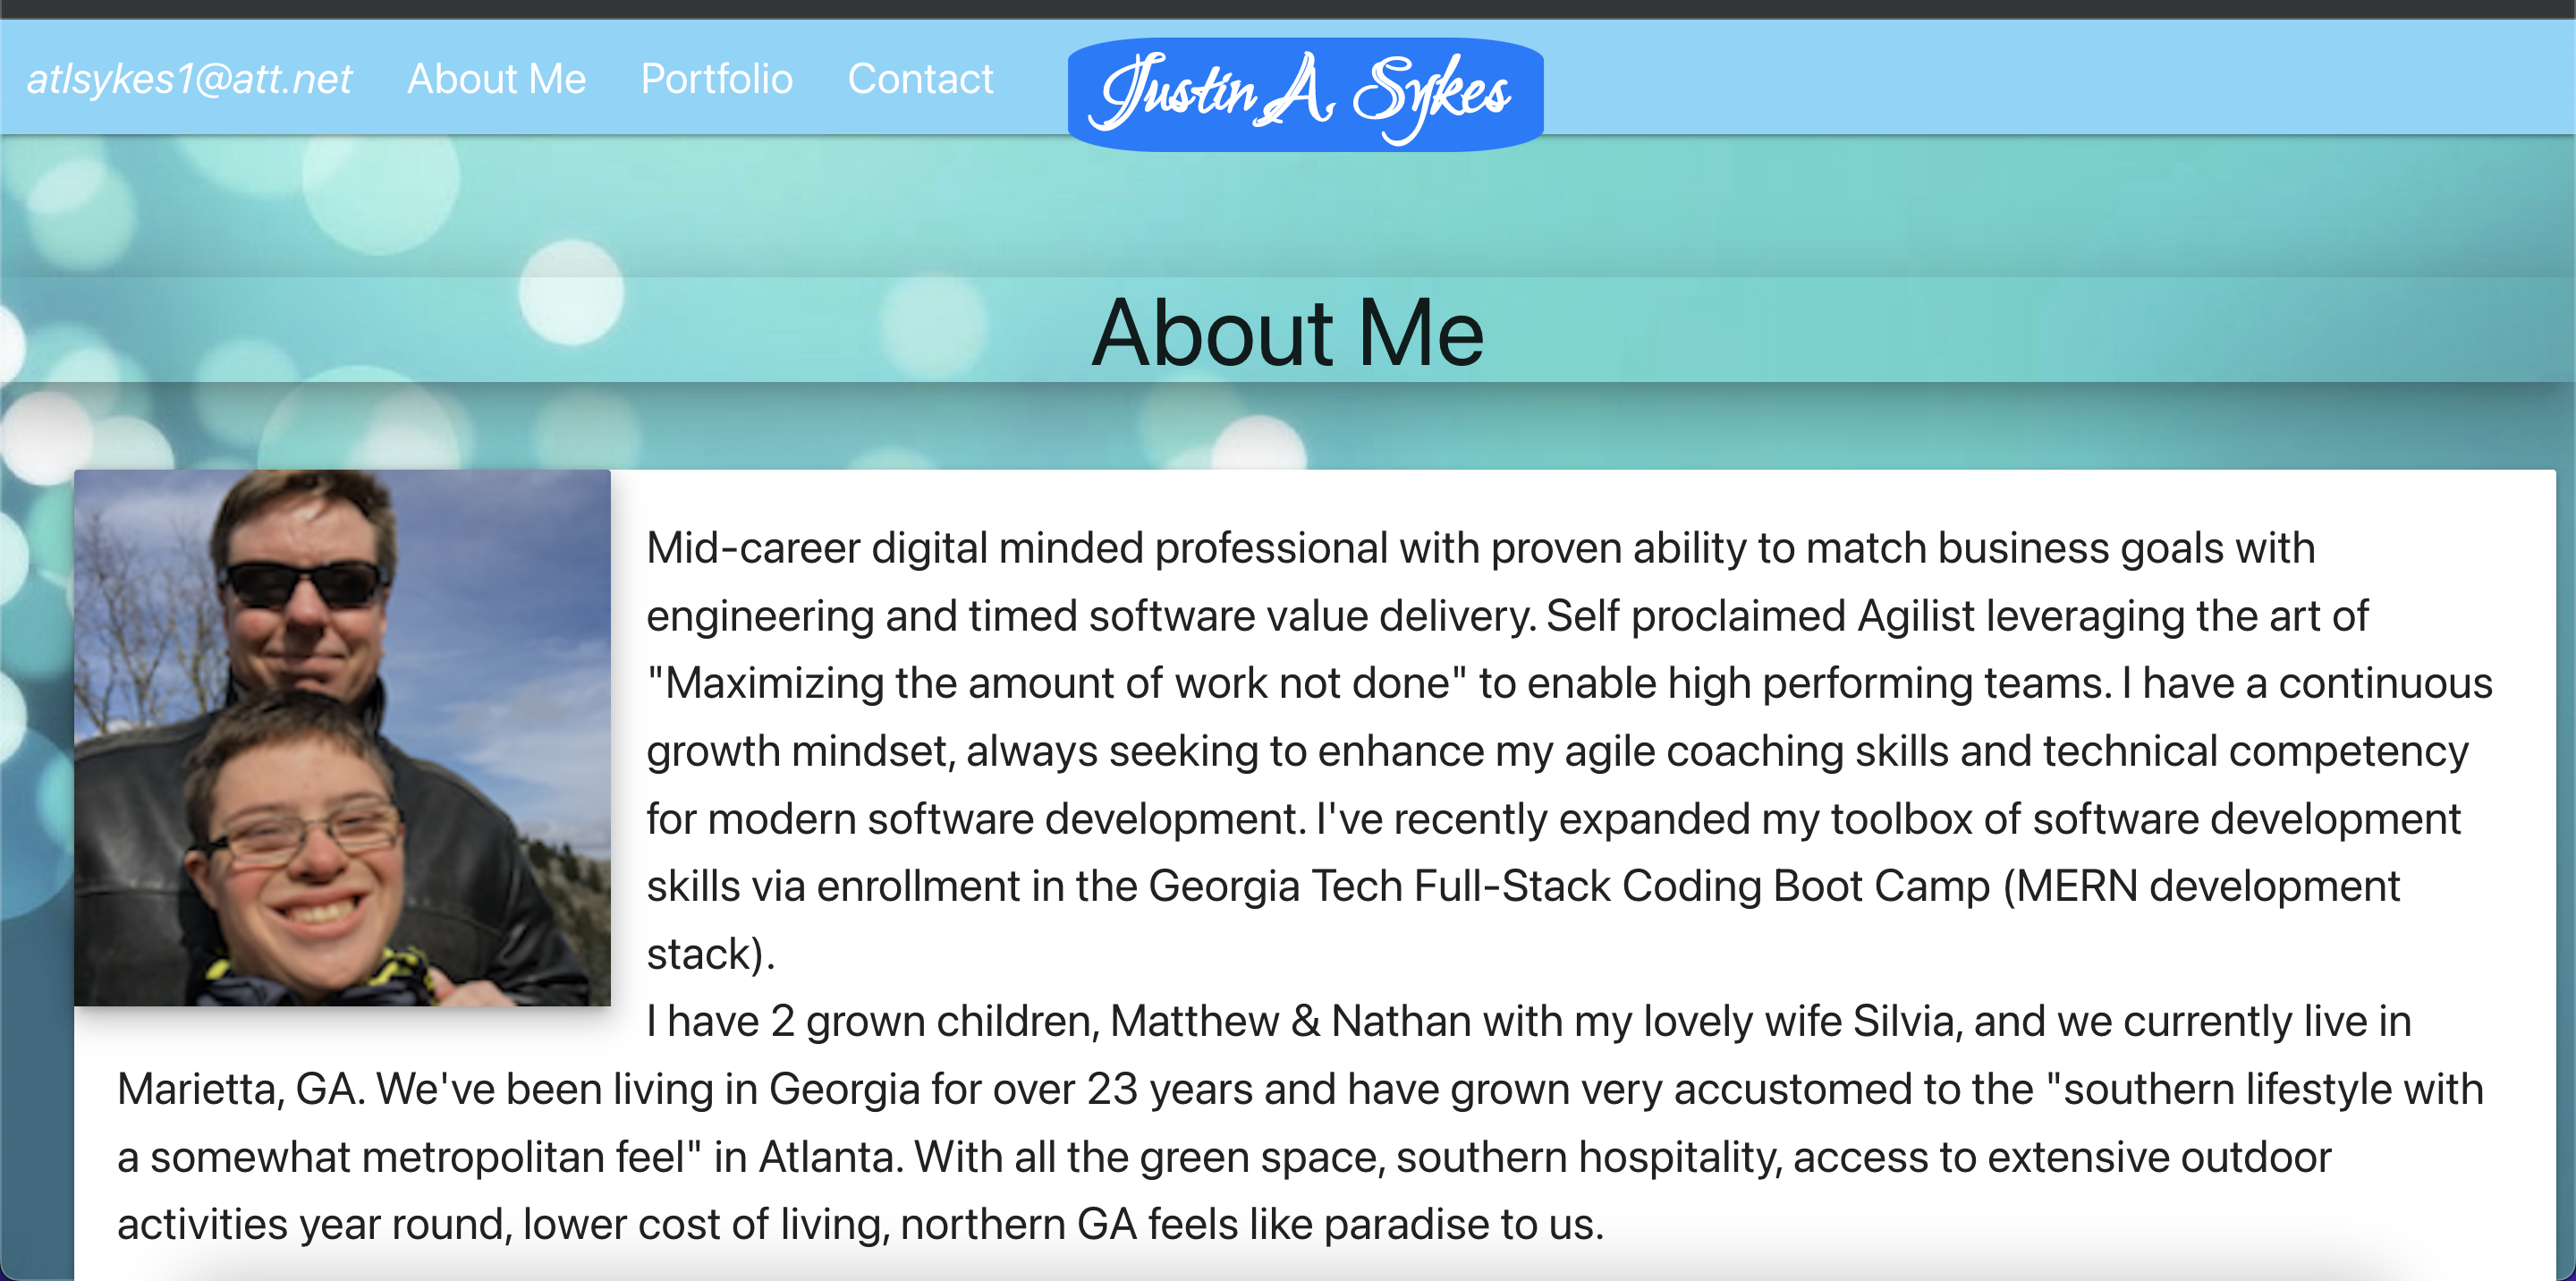 atlsykes1@att.net About Me Portfolio Contact Justin A. Sykes
About Me
Mid-career digital minded professional with proven ability to match business goals with
engineering and timed software value delivery. Self proclaimed Agilist leveraging the art of
"Maximizing the amount of work not done" to enable high performing teams. I have a continuous
growth mindset, always seeking to enhance my agile coaching skills and technical competency
for modern software development. I've recently expanded my toolbox of software development
skills via enrollment in the Georgia Tech Full-Stack Coding Boot Camp (MERN development
stack).
I have 2 grown children, Matthew & Nathan with my lovely wife Silvia, and we currently live in
Marietta, GA. We've been living in Georgia for over 23 years and have grown very accustomed to the "southern lifestyle with
a somewhat metropolitan feel" in Atlanta. With all the green space, southern hospitality, access to extensive outdoor
activities year round, lower cost of living, northern GA feels like paradise to us.